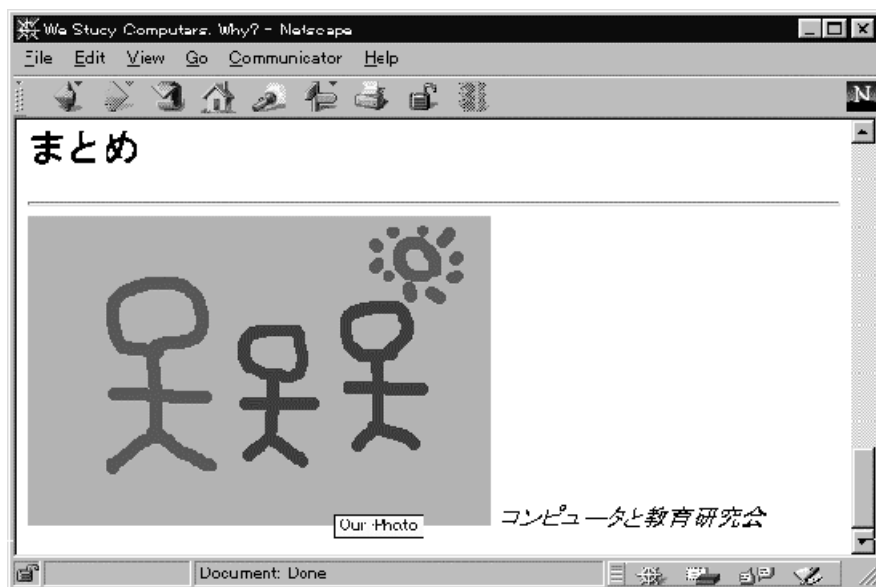 We Study Computers. Why? - Netscape
File Edit View Go Communicator Help
N
まとめ
Our Photo
コンピュータと教育研究会
Document: Done